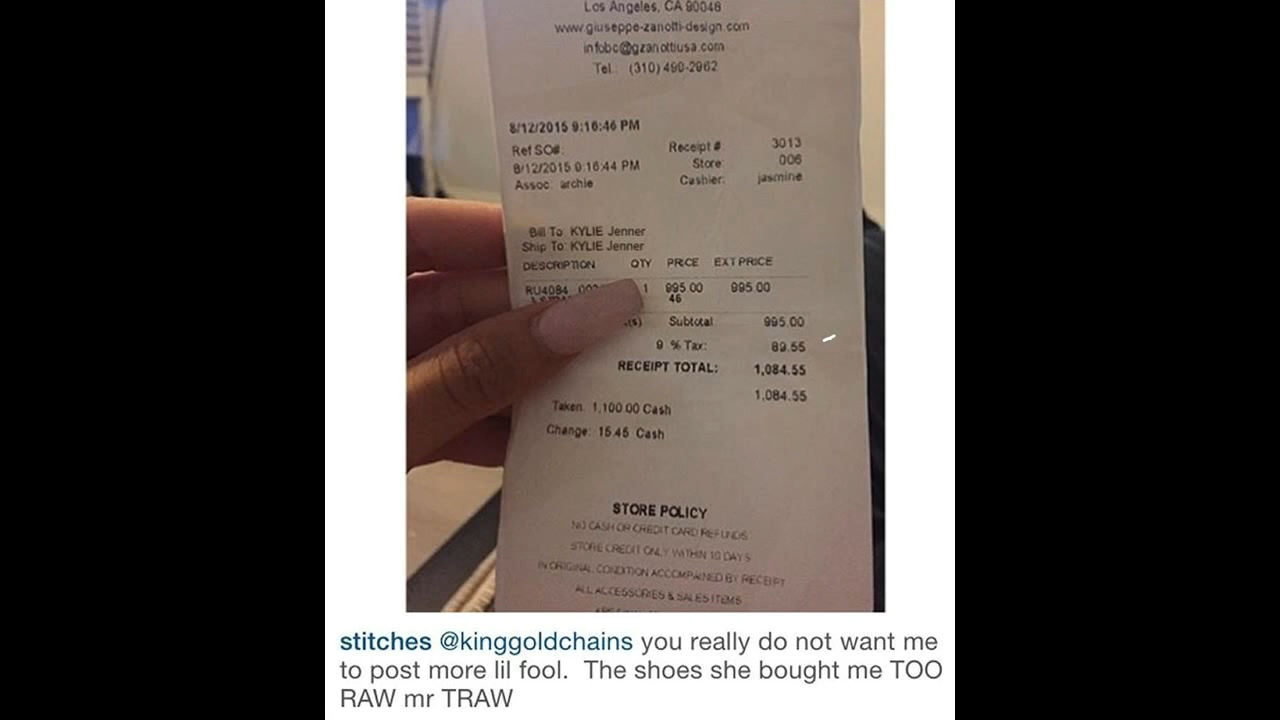 Los Angeles, CA 90048
www.giuseppe-zanotti-design.com
infobc@gzanottiusa.com
Tel.: (310) 490-2962
8/12/2015 9:16:46 PM
Ref SO#: Receipt # 3013
8/12/2015 9:16:44 PM Store: 006
Assoc: archie Cashier: jasmine
Bill To: KYLIE Jenner
Ship To: KYLIE Jenner
DESCRIPTION QTY PRICE EXT PRICE
RU4084 1 995.00 995.00
46
Subtotal 995.00
9 % Tax: 89.55
RECEIPT TOTAL: 1,084.55
1,084.55
Taken: 1,100.00 Cash
Change: 15.45 Cash
STORE POLICY
NO CASH OR CREDIT CARD REFUNDS
STORE CREDIT ONLY WITHIN 10 DAYS
IN ORIGINAL CONDITION ACCOMPAINED BY RECEIPT
ALL ACCESSORIES & SALES ITEMS
stitches @kinggoldchains you really do not want me
to post more lil fool. The shoes she bought me TOO
RAW mr TRAW